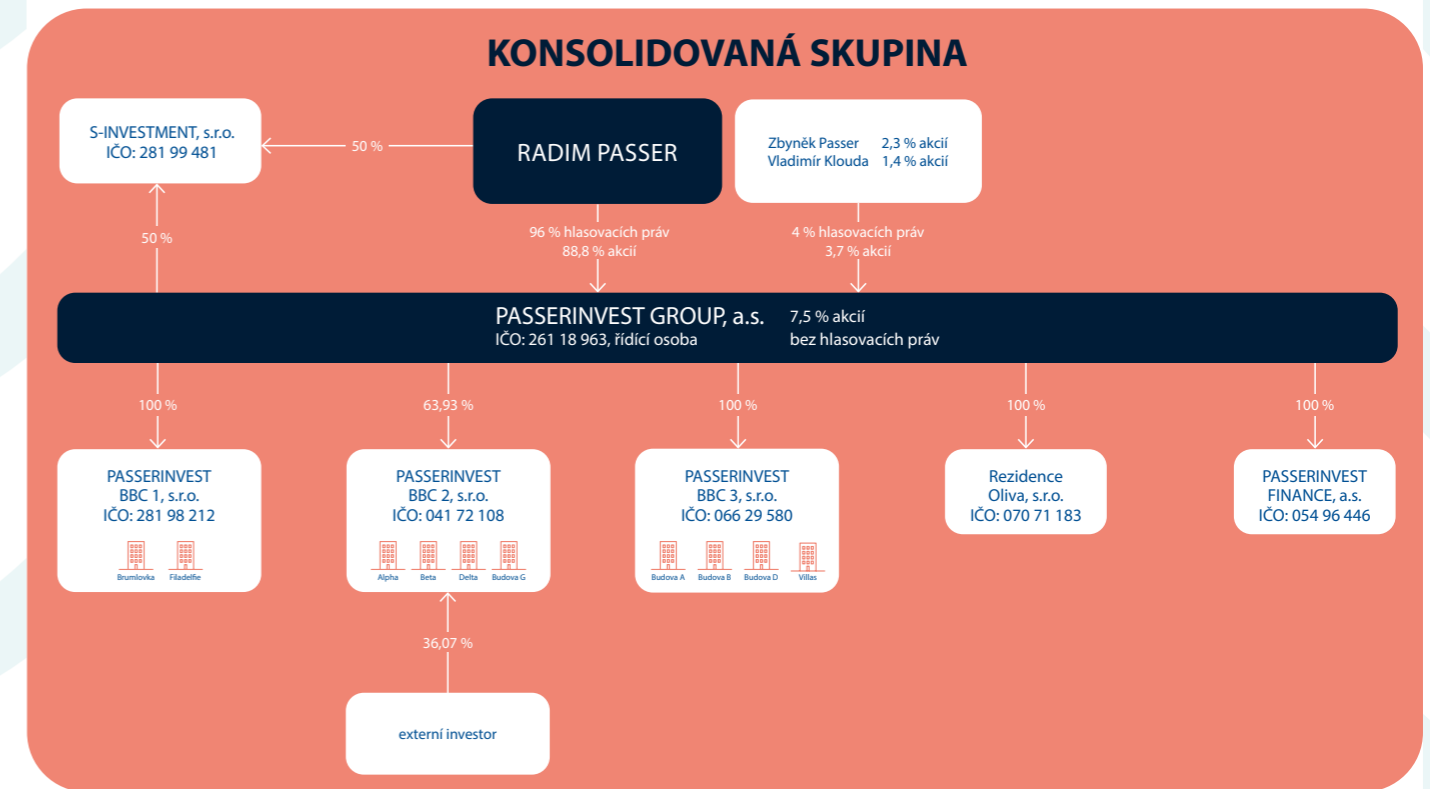 KONSOLIDOVANÁ SKUPINA
S-INVESTMENT, s.r.o.
IČO: 281 99 481
50 %
RADIM PASSER
Zbyněk Passer 2,3 % akcií
Vladimír Klouda 1,4 % akcií
50 %
96 % hlasovacích práv
88,8 % akcií
4 % hlasovacích práv
3,7 % akcií
PASSERINVEST GROUP, a.s.
IČO: 261 18 963, řídící osoba
7,5 % akcií
bez hlasovacích práv
100 %
63,93 %
100 %
100 %
100 %
PASSERINVEST
BBC 1, s.r.o.
IČO: 281 98 212
Brumlovka
Filadelfie
PASSERINVEST
BBC 2, s.r.o.
IČO: 041 72 108
Alpha
Beta
Delta
Budova G
PASSERINVEST
BBC 3, s.r.o.
IČO: 066 29 580
Budova A
Budova B
Budova D
Villas
Rezidence
Oliva, s.r.o.
IČO: 070 71 183
PASSERINVEST
FINANCE, a.s.
IČO: 054 96 446
36,07 %
externí investor